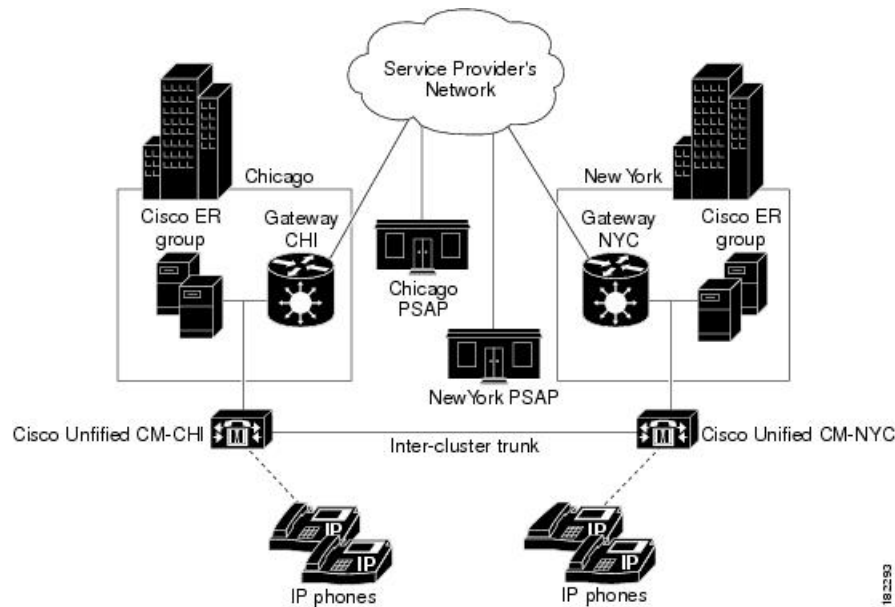 Service Provider's
Network
Chicago
New York
Cisco ER
group
Gateway
CHI
Gateway
NYC
Cisco ER
group
Chicago
PSAP
NewYork PSAP
Cisco Unfified CM-CHI
M
M
Cisco Unified CM-NYC
Inter-cluster trunk
IP
IP
IP
IP
IP phones
IP phones
182293